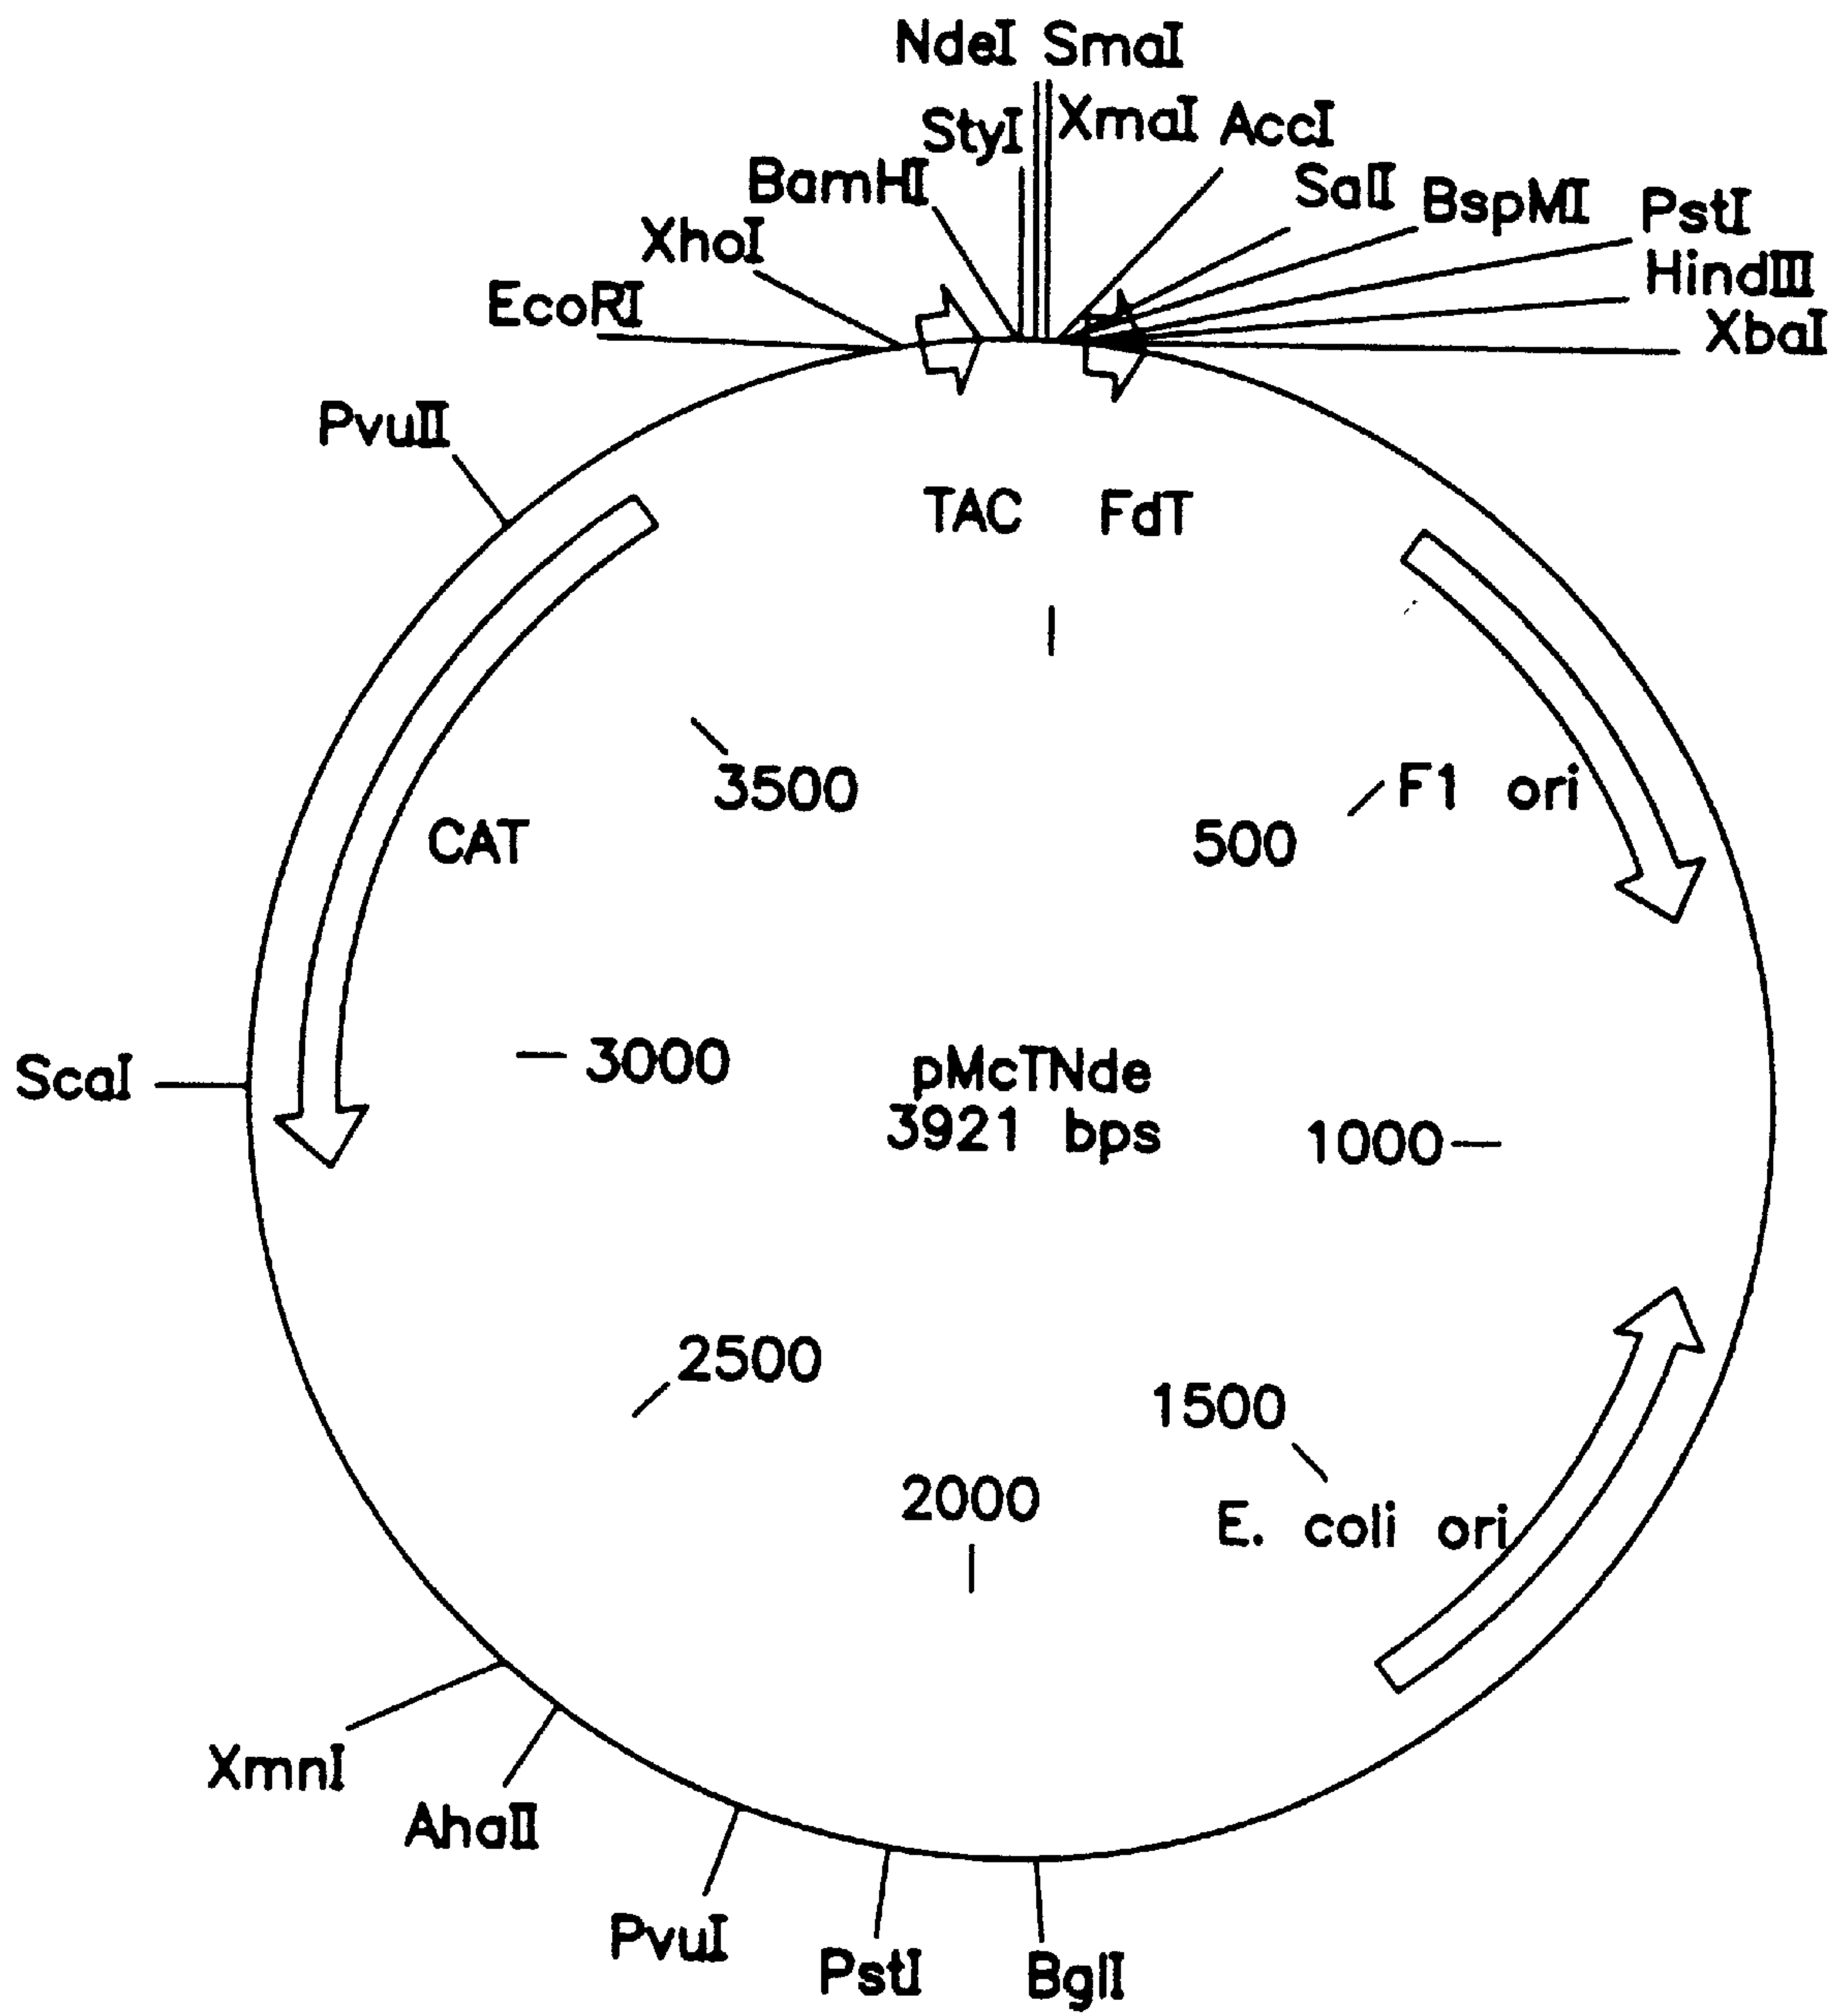 NdeI SmaI
StyI XmaI AccI
BamHI SalI BspMI PstI
XhoI HindIII
EcoRI XbaI
PvuII
TAC FdT
3500 F1 ori
CAT 500
ScaI 3000 pMcTNde
3921 bps 1000
2500
1500
2000
E. coli ori
XmnI
AhaII
PvuI
PstI BglI